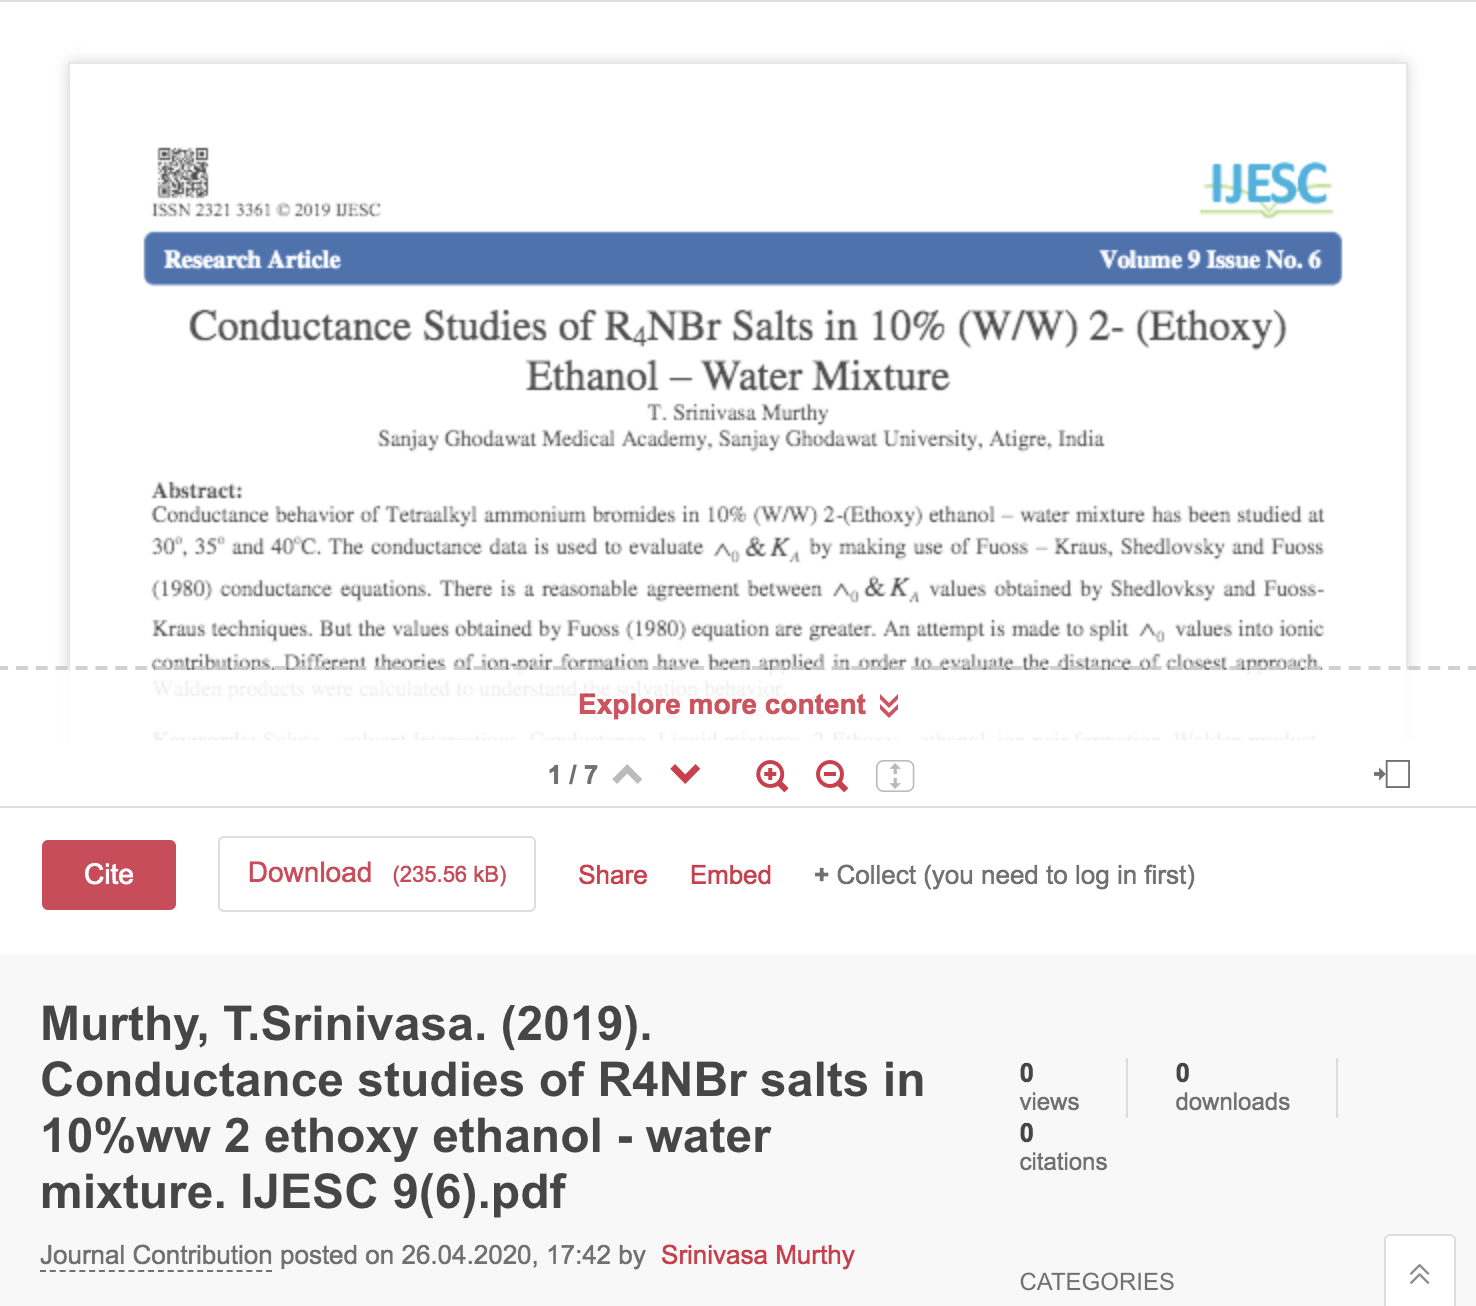 ISSN 2321 3361 © 2019 IJESC
IJESC
Research Article
Volume 9 Issue No. 6
Conductance Studies of R₄NBr Salts in 10% (W/W) 2- (Ethoxy)
Ethanol – Water Mixture
T. Srinivasa Murthy
Sanjay Ghodawat Medical Academy, Sanjay Ghodawat University, Atigre, India
Abstract:
Conductance behavior of Tetraalkyl ammonium bromides in 10% (W/W) 2-(Ethoxy) ethanol – water mixture has been studied at
30º, 35º and 40ºC. The conductance data is used to evaluate ∧₀ & K_A by making use of Fuoss – Kraus, Shedlovsky and Fuoss
(1980) conductance equations. There is a reasonable agreement between ∧₀ & K_A values obtained by Shedlovksy and Fuoss-
Kraus techniques. But the values obtained by Fuoss (1980) equation are greater. An attempt is made to split ∧₀ values into ionic
contributions. Different theories of ion-pair formation have been applied in order to evaluate the distance of closest approach.
Walden products were calculated to understand the solvation behavior.
Explore more content
1 / 7
Cite
Download (235.56 kB)
Share
Embed
+ Collect (you need to log in first)
Murthy, T.Srinivasa. (2019).
Conductance studies of R4NBr salts in
10%ww 2 ethoxy ethanol - water
mixture. IJESC 9(6).pdf
Journal Contribution posted on 26.04.2020, 17:42 by Srinivasa Murthy
0
views
0
downloads
0
citations
CATEGORIES